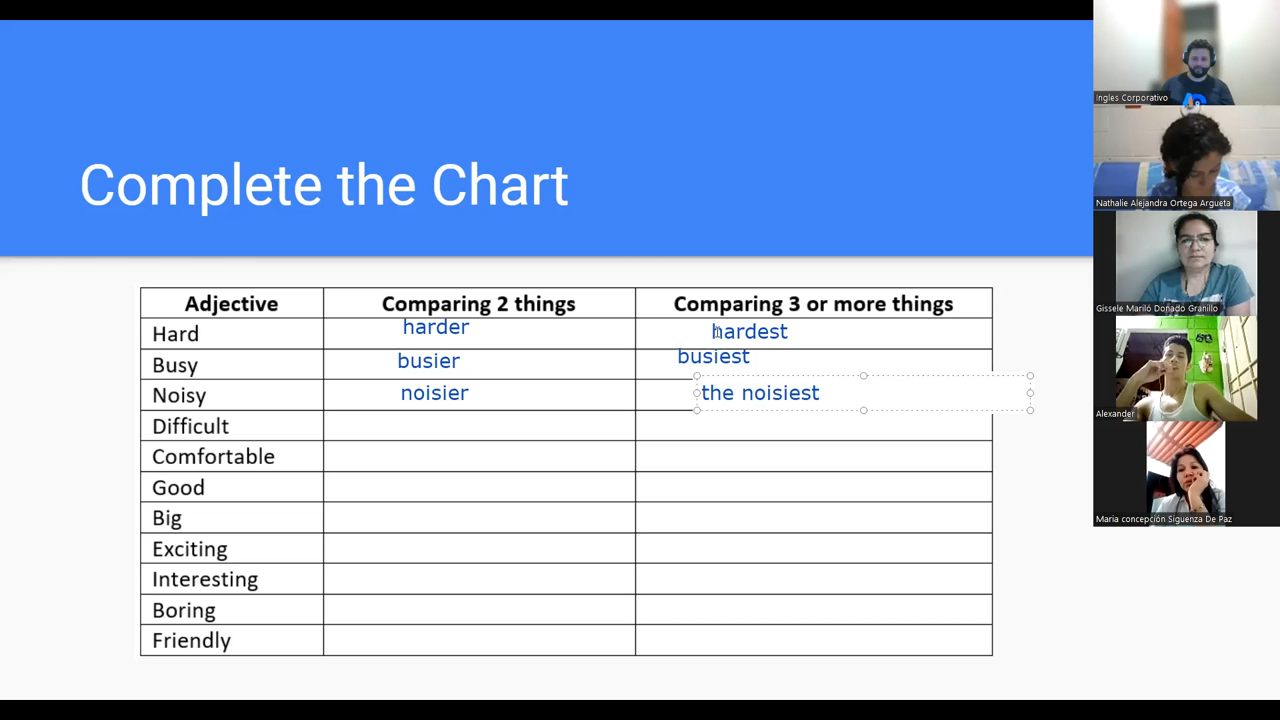 Complete the Chart
Adjective Comparing 2 things Comparing 3 or more things
Hard harder hardest
Busy busier busiest
Noisy noisier the noisiest
Difficult
Comfortable
Good
Big
Exciting
Interesting
Boring
Friendly
Ingles Corporativo
Nathalie Alejandra Ortega Argueta
Gissele Mariló Donado Granillo
Alexander
Maria concepción Siguenza De Paz